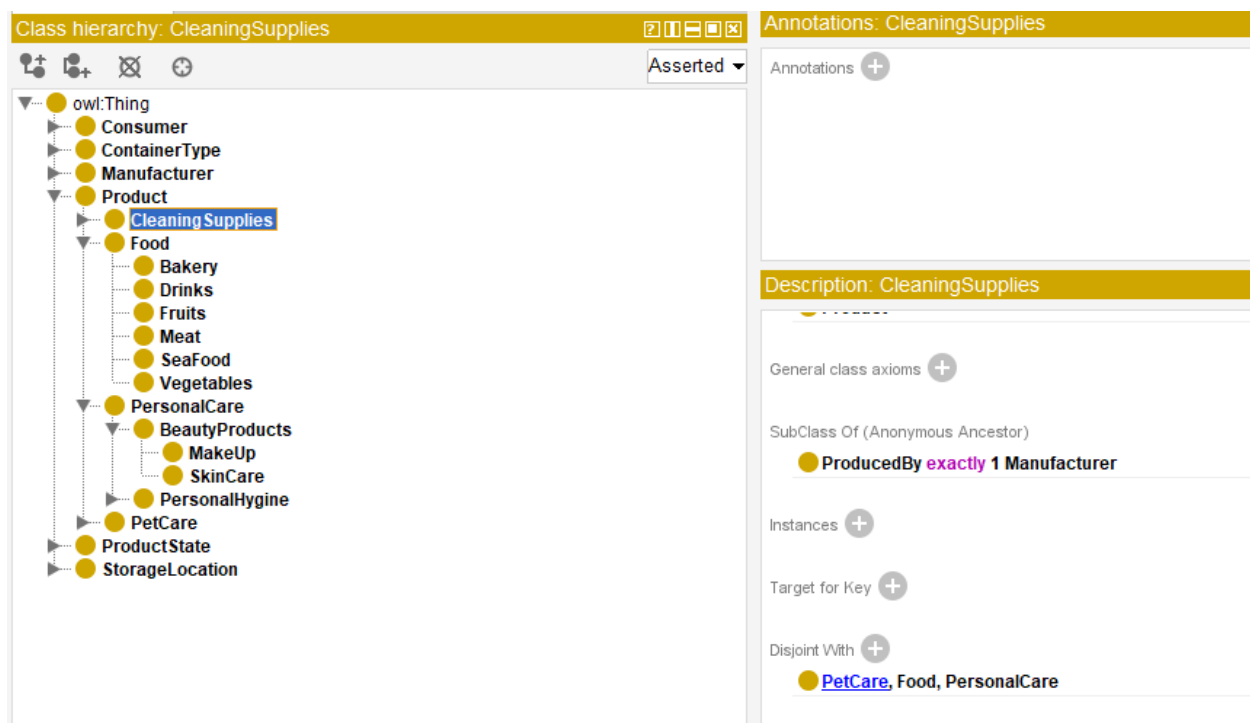 Class hierarchy: CleaningSupplies
Asserted
owl:Thing
Consumer
ContainerType
Manufacturer
Product
CleaningSupplies
Food
Bakery
Drinks
Fruits
Meat
SeaFood
Vegetables
PersonalCare
BeautyProducts
MakeUp
SkinCare
PersonalHygine
PetCare
ProductState
StorageLocation
Annotations: CleaningSupplies
Annotations
Description: CleaningSupplies
General class axioms
SubClass Of (Anonymous Ancestor)
ProducedBy exactly 1 Manufacturer
Instances
Target for Key
Disjoint With
PetCare, Food, PersonalCare